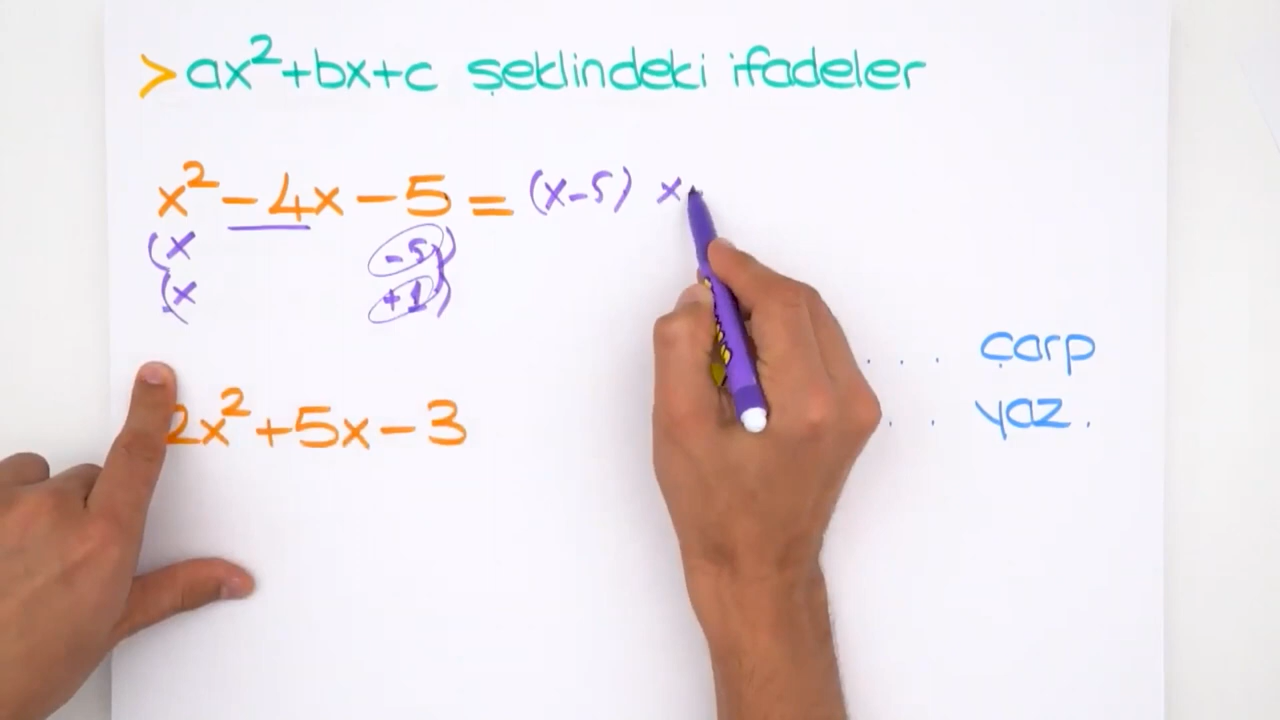 > ax²+bx+c şeklindeki ifadeler
x² -4x -5 = (x-5) x
(x -5)
(x +1)
. . . çarp
2x² +5x - 3
. . yaz.